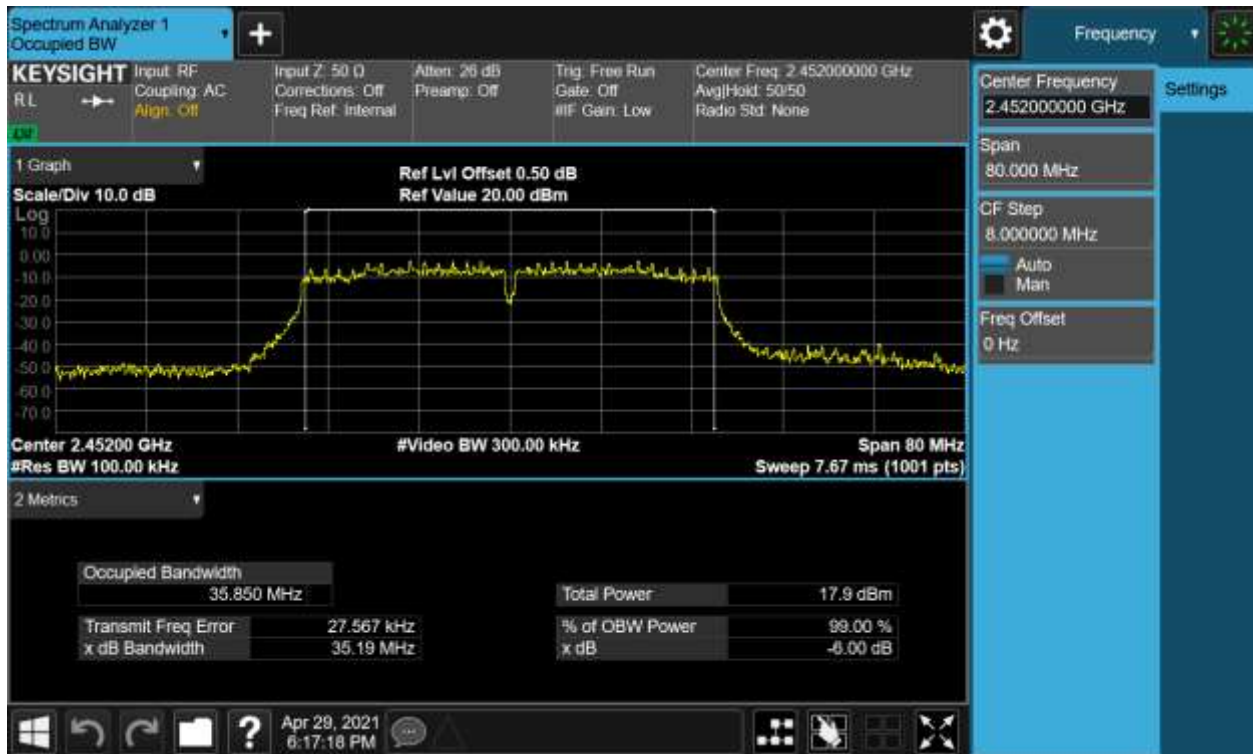 Spectrum Analyzer 1
Occupied BW
+
Frequency
KEYSIGHT
RL
Input: RF
Coupling: AC
Align: Off
Input Z: 50 Ω
Corrections: Off
Freq Ref: Internal
Atten: 26 dB
Preamp: Off
Trig: Free Run
Gate: Off
#IF Gain: Low
Center Freq: 2.452000000 GHz
Avg|Hold: 50/50
Radio Std: None
Center Frequency
2.452000000 GHz
Settings
Span
80.000 MHz
CF Step
8.000000 MHz
Auto
Man
Freq Offset
0 Hz
1 Graph
Scale/Div 10.0 dB
Ref Lvl Offset 0.50 dB
Ref Value 20.00 dBm
Log
10.0
0.00
-10.0
-20.0
-30.0
-40.0
-50.0
-60.0
-70.0
Center 2.45200 GHz
#Video BW 300.00 kHz
Span 80 MHz
#Res BW 100.00 kHz
Sweep 7.67 ms (1001 pts)
2 Metrics
Occupied Bandwidth
35.850 MHz
Total Power 17.9 dBm
Transmit Freq Error 27.567 kHz
% of OBW Power 99.00 %
x dB Bandwidth 35.19 MHz
x dB -6.00 dB
?
Apr 29, 2021
6:17:18 PM